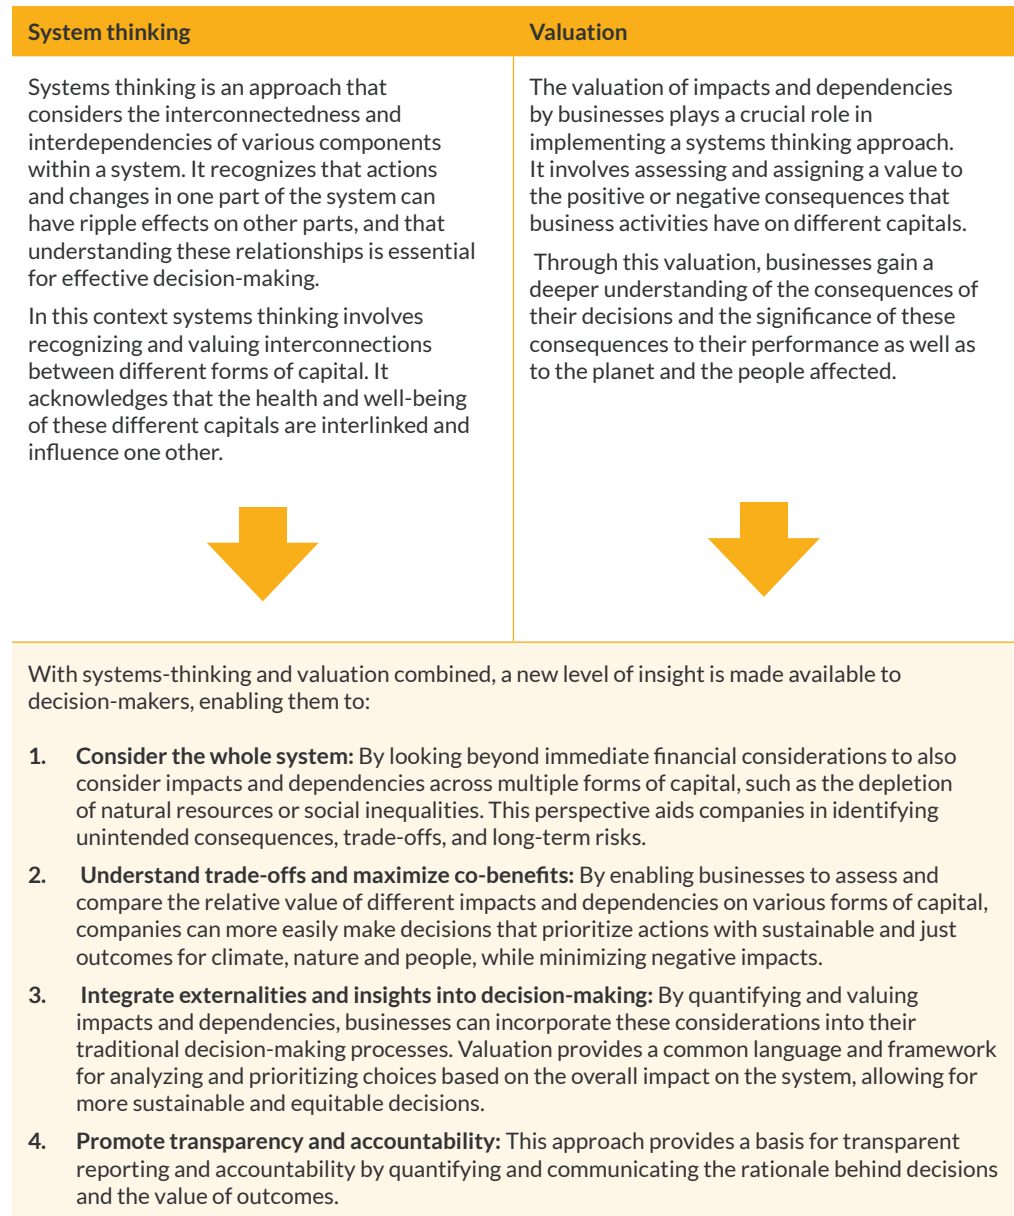 System thinking
Valuation
Systems thinking is an approach that
considers the interconnectedness and
interdependencies of various components
within a system. It recognizes that actions
and changes in one part of the system can
have ripple effects on other parts, and that
understanding these relationships is essential
for effective decision-making.
In this context systems thinking involves
recognizing and valuing interconnections
between different forms of capital. It
acknowledges that the health and well-being
of these different capitals are interlinked and
influence one other.
The valuation of impacts and dependencies
by businesses plays a crucial role in
implementing a systems thinking approach.
It involves assessing and assigning a value to
the positive or negative consequences that
business activities have on different capitals.
Through this valuation, businesses gain a
deeper understanding of the consequences of
their decisions and the significance of these
consequences to their performance as well as
to the planet and the people affected.
With systems-thinking and valuation combined, a new level of insight is made available to
decision-makers, enabling them to:
1. Consider the whole system: By looking beyond immediate financial considerations to also
consider impacts and dependencies across multiple forms of capital, such as the depletion
of natural resources or social inequalities. This perspective aids companies in identifying
unintended consequences, trade-offs, and long-term risks.
2. Understand trade-offs and maximize co-benefits: By enabling businesses to assess and
compare the relative value of different impacts and dependencies on various forms of capital,
companies can more easily make decisions that prioritize actions with sustainable and just
outcomes for climate, nature and people, while minimizing negative impacts.
3. Integrate externalities and insights into decision-making: By quantifying and valuing
impacts and dependencies, businesses can incorporate these considerations into their
traditional decision-making processes. Valuation provides a common language and framework
for analyzing and prioritizing choices based on the overall impact on the system, allowing for
more sustainable and equitable decisions.
4. Promote transparency and accountability: This approach provides a basis for transparent
reporting and accountability by quantifying and communicating the rationale behind decisions
and the value of outcomes.